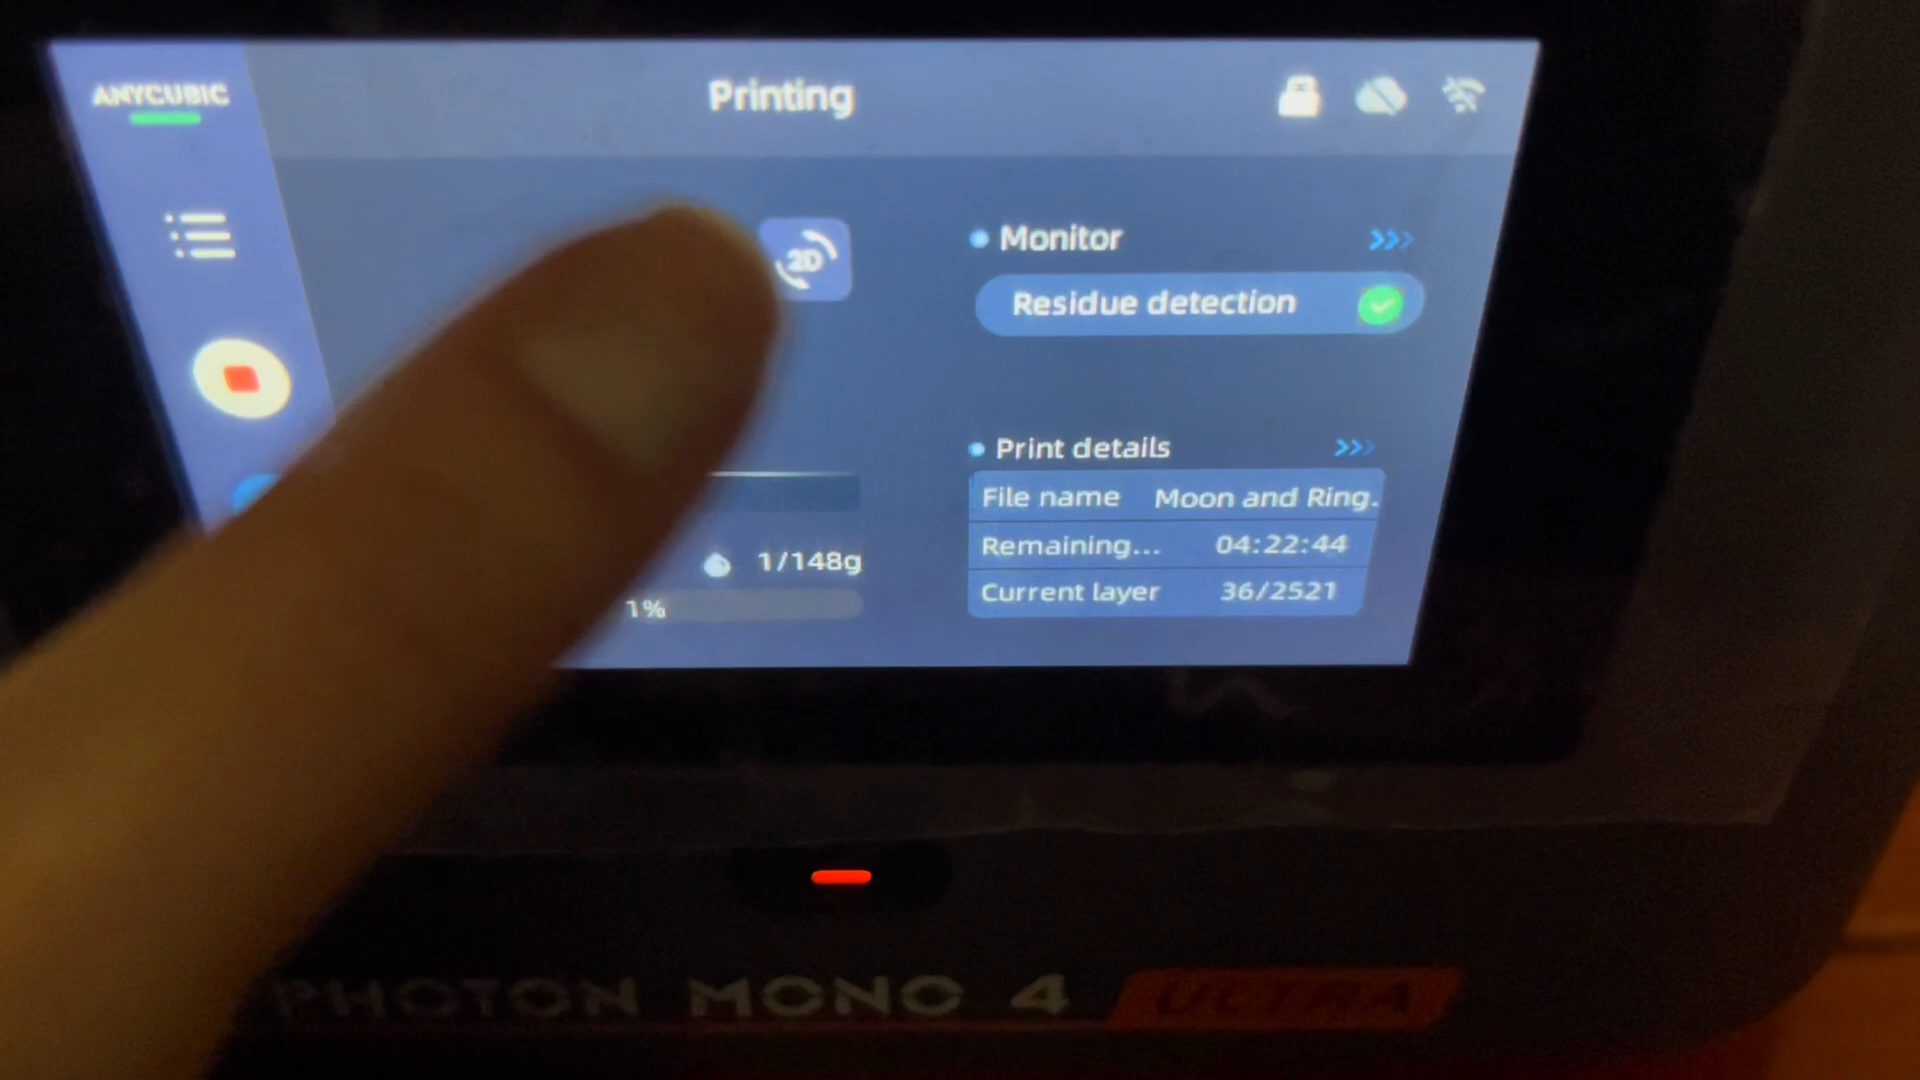 ANYCUBIC
Printing
2D
Monitor
Residue detection
Print details
File name Moon and Ring.
Remaining... 04:22:44
Current layer 36/2521
1/148g
1%
PHOTON MONO 4 ULTRA